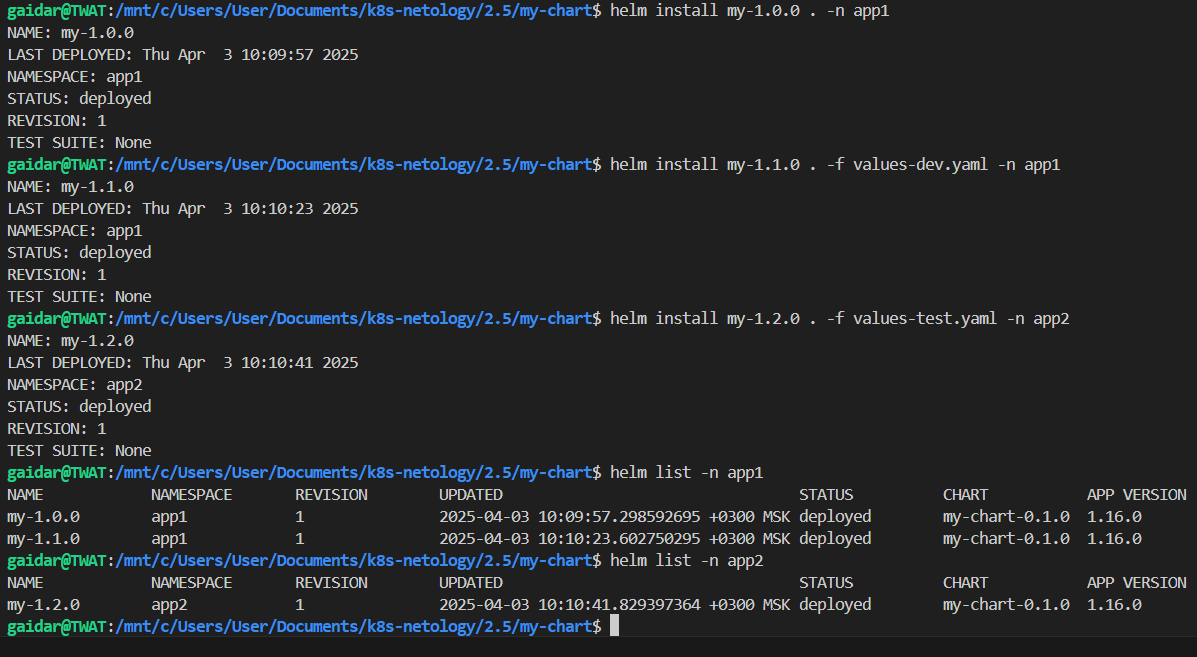 gaidar@TWAT:/mnt/c/Users/User/Documents/k8s-netology/2.5/my-chart$ helm install my-1.0.0 . -n app1
NAME: my-1.0.0
LAST DEPLOYED: Thu Apr  3 10:09:57 2025
NAMESPACE: app1
STATUS: deployed
REVISION: 1
TEST SUITE: None
gaidar@TWAT:/mnt/c/Users/User/Documents/k8s-netology/2.5/my-chart$ helm install my-1.1.0 . -f values-dev.yaml -n app1
NAME: my-1.1.0
LAST DEPLOYED: Thu Apr  3 10:10:23 2025
NAMESPACE: app1
STATUS: deployed
REVISION: 1
TEST SUITE: None
gaidar@TWAT:/mnt/c/Users/User/Documents/k8s-netology/2.5/my-chart$ helm install my-1.2.0 . -f values-test.yaml -n app2
NAME: my-1.2.0
LAST DEPLOYED: Thu Apr  3 10:10:41 2025
NAMESPACE: app2
STATUS: deployed
REVISION: 1
TEST SUITE: None
gaidar@TWAT:/mnt/c/Users/User/Documents/k8s-netology/2.5/my-chart$ helm list -n app1
NAME            NAMESPACE       REVISION        UPDATED                                 STATUS          CHART           APP VERSION
my-1.0.0        app1            1               2025-04-03 10:09:57.298592695 +0300 MSK deployed        my-chart-0.1.0  1.16.0
my-1.1.0        app1            1               2025-04-03 10:10:23.602750295 +0300 MSK deployed        my-chart-0.1.0  1.16.0
gaidar@TWAT:/mnt/c/Users/User/Documents/k8s-netology/2.5/my-chart$ helm list -n app2
NAME            NAMESPACE       REVISION        UPDATED                                 STATUS          CHART           APP VERSION
my-1.2.0        app2            1               2025-04-03 10:10:41.829397364 +0300 MSK deployed        my-chart-0.1.0  1.16.0
gaidar@TWAT:/mnt/c/Users/User/Documents/k8s-netology/2.5/my-chart$